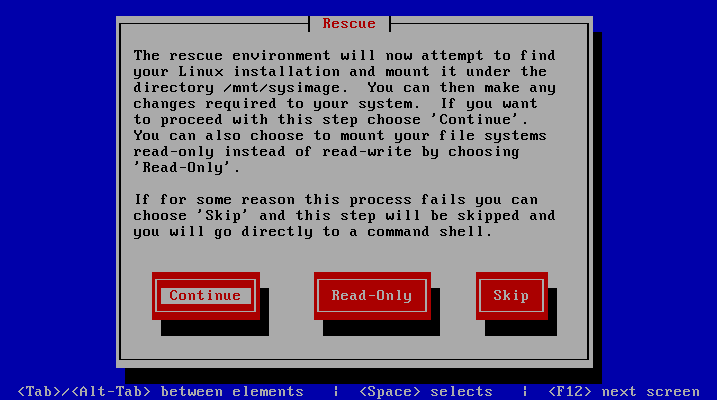 Rescue
The rescue environment will now attempt to find
your Linux installation and mount it under the
directory /mnt/sysimage.  You can then make any
changes required to your system.  If you want
to proceed with this step choose 'Continue'.
You can also choose to mount your file systems
read-only instead of read-write by choosing
'Read-Only'.
If for some reason this process fails you can
choose 'Skip' and this step will be skipped and
you will go directly to a command shell.
Continue Read-Only Skip
<Tab>/<Alt-Tab> between elements   |  <Space> selects   |  <F12> next screen